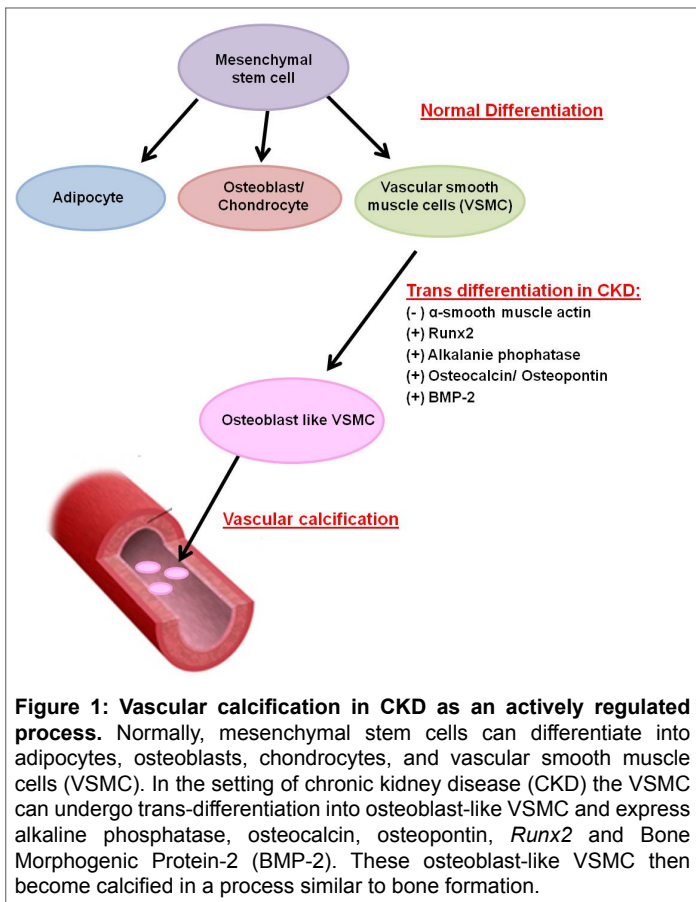 Mesenchymal
stem cell
Normal Differentiation
Adipocyte
Osteoblast/
Chondrocyte
Vascular smooth
muscle cells (VSMC)
Trans differentiation in CKD:
(-) α-smooth muscle actin
(+) Runx2
(+) Alkalanie phophatase
(+) Osteocalcin/ Osteopontin
(+) BMP-2
Osteoblast like VSMC
Vascular calcification
Figure 1: Vascular calcification in CKD as an actively regulated
process. Normally, mesenchymal stem cells can differentiate into
adipocytes, osteoblasts, chondrocytes, and vascular smooth muscle
cells (VSMC). In the setting of chronic kidney disease (CKD) the VSMC
can undergo trans-differentiation into osteoblast-like VSMC and express
alkaline phosphatase, osteocalcin, osteopontin, Runx2 and Bone
Morphogenic Protein-2 (BMP-2). These osteoblast-like VSMC then
become calcified in a process similar to bone formation.